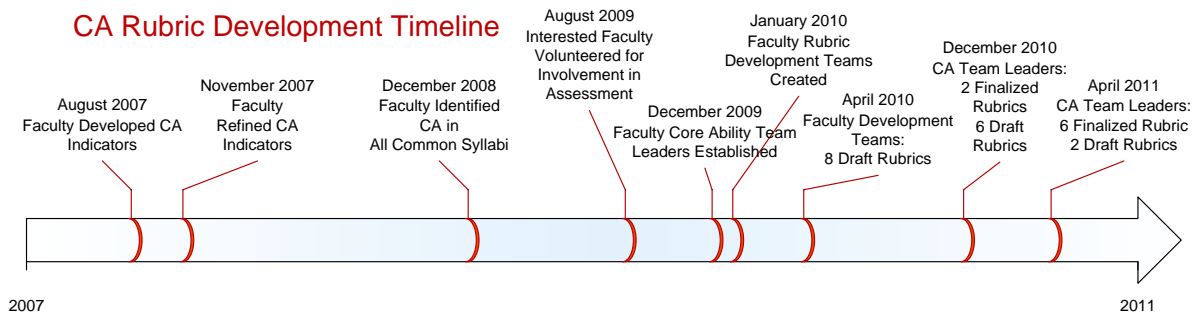 CA Rubric Development Timeline
August 2007
Faculty Developed CA
Indicators
November 2007
Faculty
Refined CA
Indicators
December 2008
Faculty Identified
CA in
All Common Syllabi
August 2009
Interested Faculty
Volunteered for
Involvement in
Assessment
December 2009
Faculty Core Ability Team
Leaders Established
January 2010
Faculty Rubric
Development Teams
Created
April 2010
Faculty Development
Teams:
8 Draft Rubrics
December 2010
CA Team Leaders:
2 Finalized
Rubrics
6 Draft
Rubrics
April 2011
CA Team Leaders:
6 Finalized Rubric
2 Draft Rubrics
2007
2011